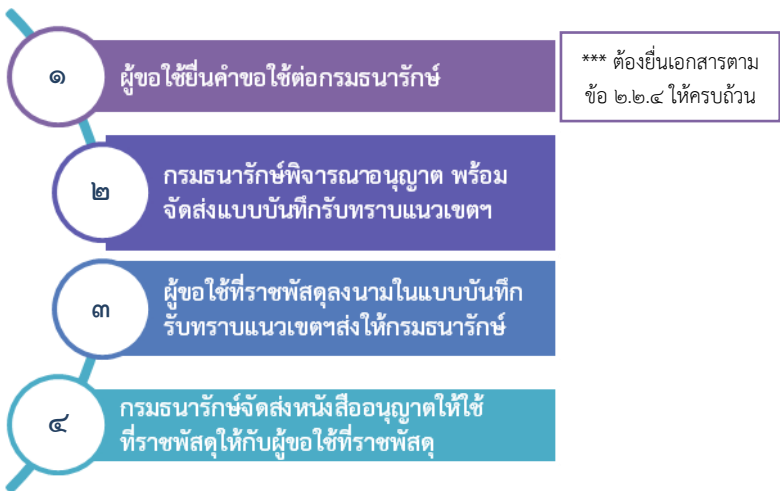 ๑
ผู้ขอใช้ยื่นคำขอใช้ต่อกรมธนารักษ์
*** ต้องยื่นเอกสารตาม
ข้อ ๒.๒.๔ ให้ครบถ้วน
๒
กรมธนารักษ์พิจารณาอนุญาต พร้อม
จัดส่งแบบบันทึกรับทราบแนวเขตฯ
๓
ผู้ขอใช้ที่ราชพัสดุลงนามในแบบบันทึก
รับทราบแนวเขตฯส่งให้กรมธนารักษ์
๔
กรมธนารักษ์จัดส่งหนังสืออนุญาตให้ใช้
ที่ราชพัสดุให้กับผู้ขอใช้ที่ราชพัสดุ